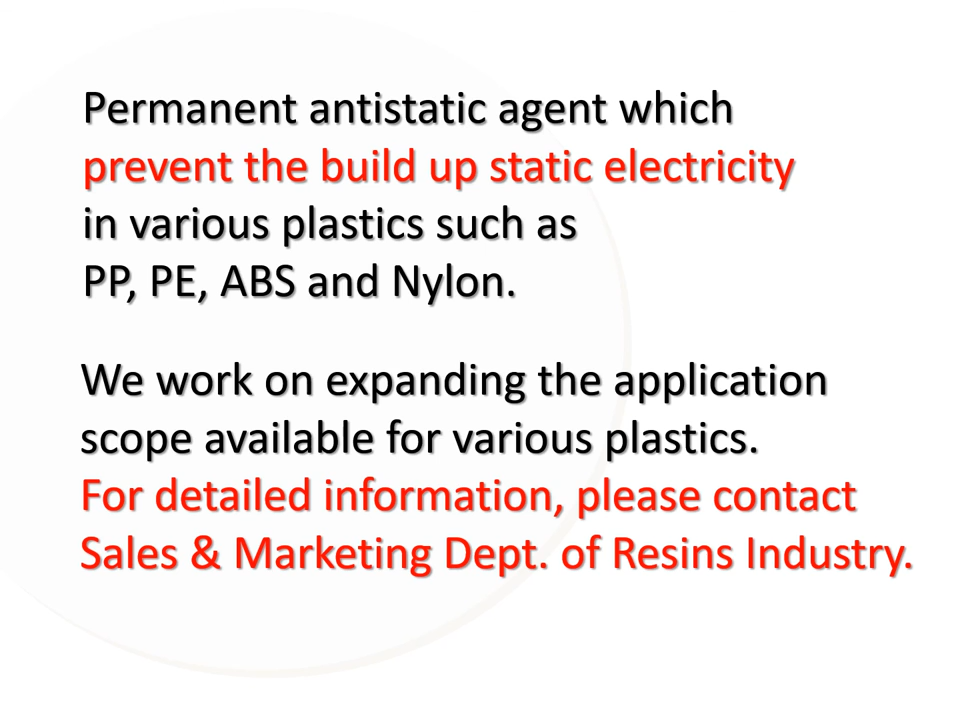 Permanent antistatic agent which
prevent the build up static electricity
in various plastics such as
PP, PE, ABS and Nylon.
We work on expanding the application
scope available for various plastics.
For detailed information, please contact
Sales & Marketing Dept. of Resins Industry.